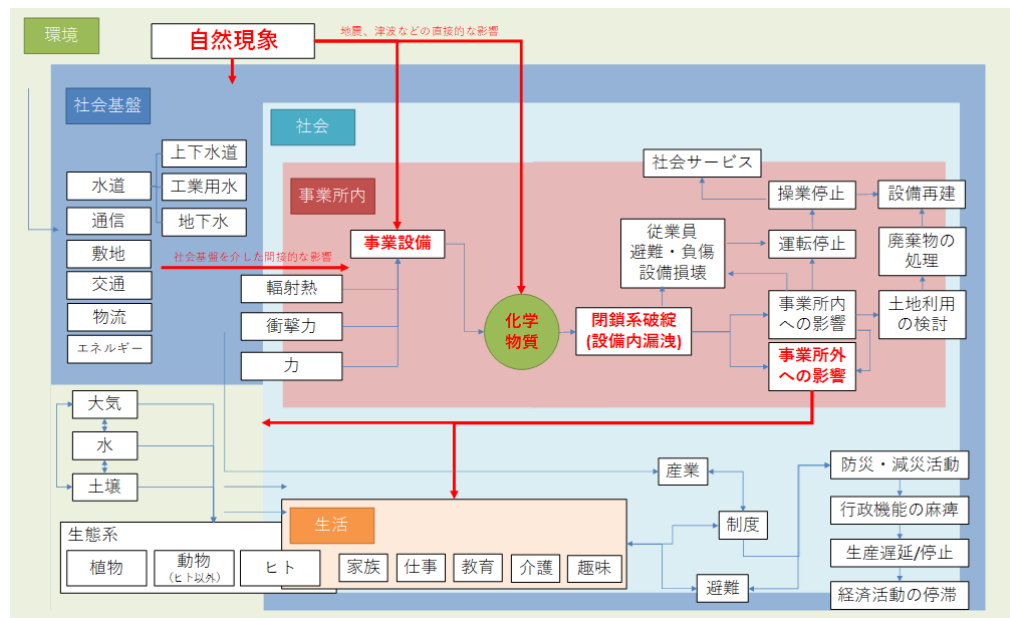 環境
自然現象
地震、津波などの直接的な影響
社会基盤
社会
上下水道
水道
工業用水
通信
地下水
敷地
交通
物流
エネルギー
社会基盤を介した間接的な影響
事業所内
事業設備
輻射熱
衝撃力
力
化学
物質
閉鎖系破綻
(設備内漏洩)
従業員
避難・負傷
設備損壊
社会サービス
操業停止
設備再建
運転停止
廃棄物の
処理
事業所内
への影響
土地利用
の検討
事業所外
への影響
大気
水
土壌
生態系
植物
動物
(ヒト以外)
ヒト
生活
家族
仕事
教育
介護
趣味
産業
制度
避難
防災・減災活動
行政機能の麻痺
生産遅延/停止
経済活動の停滞